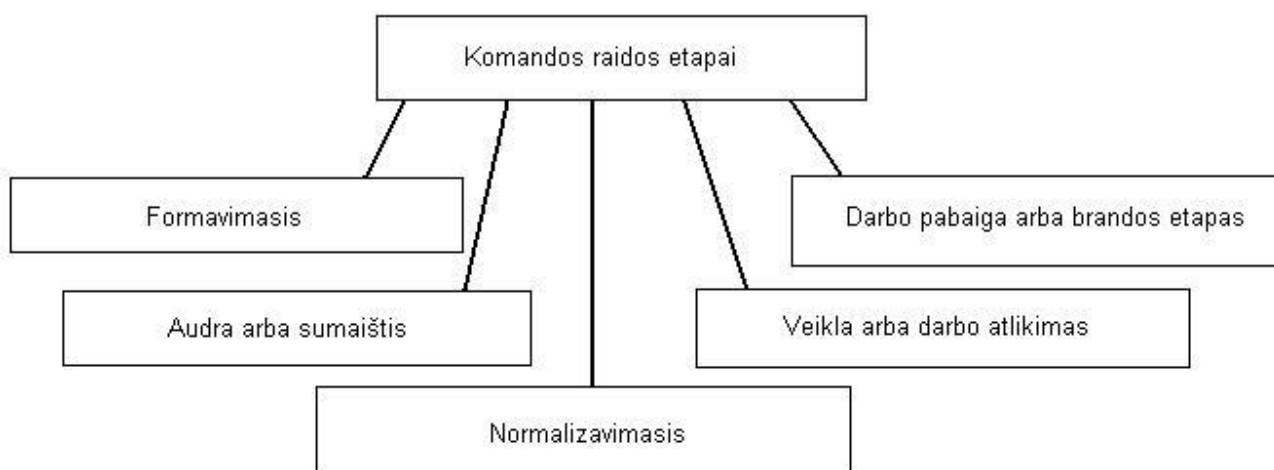 Komandos raidos etapai
Formavimasis
Audra arba sumaištis
Normalizavimasis
Veikla arba darbo atlikimas
Darbo pabaiga arba brandos etapas